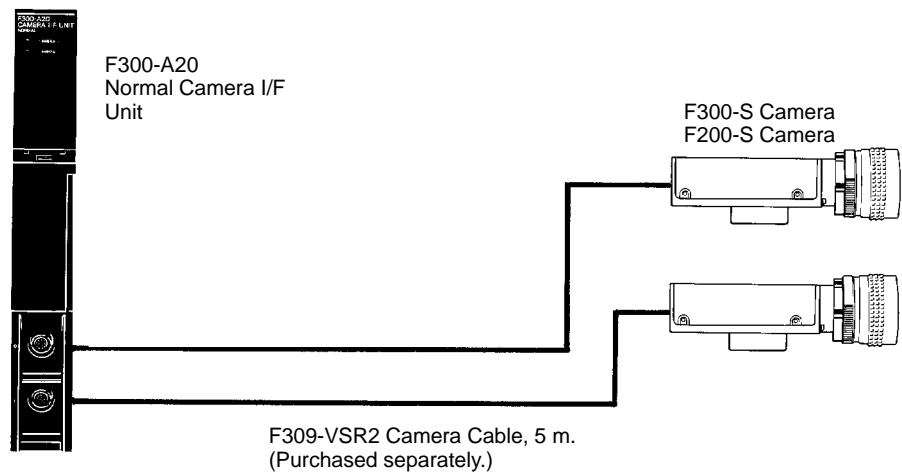 F300-A20
CAMERA I/F UNIT
NORMAL
F300-A20
Normal Camera I/F
Unit
F300-S Camera
F200-S Camera
F309-VSR2 Camera Cable, 5 m.
(Purchased separately.)